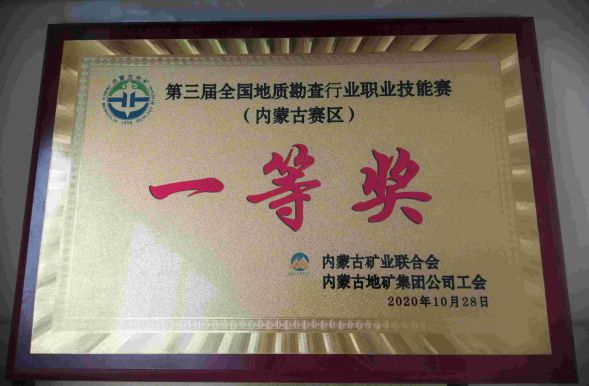 第三届全国地质勘查行业职业技能赛
（内蒙古赛区）
一等奖
内蒙古矿业联合会
内蒙古地矿集团公司工会
2020年10月28日